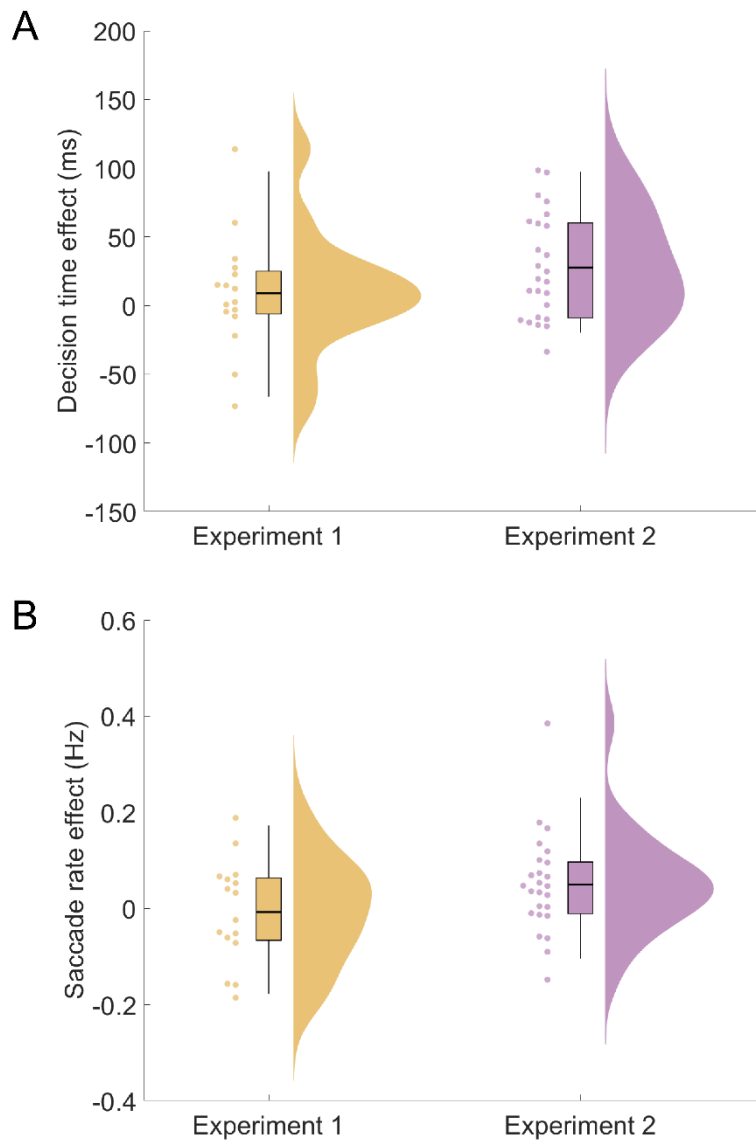 A
200
150
100
50
0
-50
-100
-150
Decision time effect (ms)
Experiment 1 Experiment 2
B
0.6
0.4
0.2
0
-0.2
-0.4
Saccade rate effect (Hz)
Experiment 1 Experiment 2